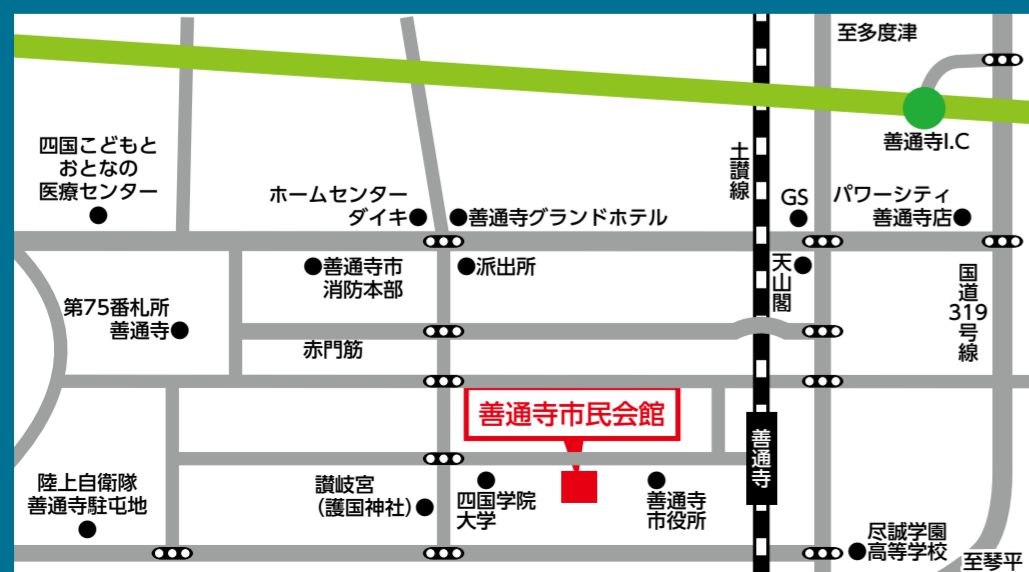 至多度津
善通寺I.C
四国こどもと
おとなの
医療センター
土讃線
ホームセンター
ダイキ
善通寺グランドホテル
GS
パワーシティ
善通寺店
善通寺市
消防本部
派出所
天山閣
国道319号線
第75番札所
善通寺
赤門筋
善通寺市民会館
善通寺
陸上自衛隊
善通寺駐屯地
讃岐宮
（護国神社）
四国学院
大学
善通寺
市役所
尽誠学園
高等学校
至琴平